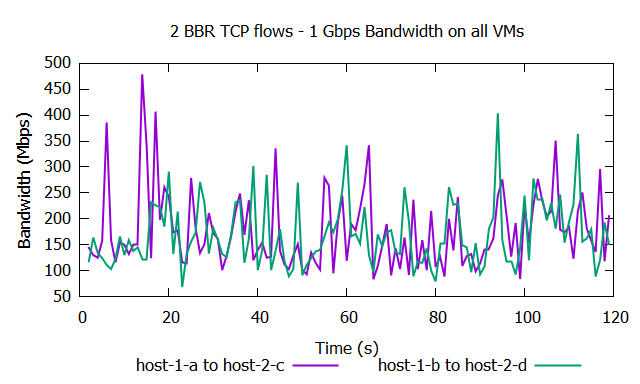 2 BBR TCP flows - 1 Gbps Bandwidth on all VMs
Bandwidth (Mbps)
500
450
400
350
300
250
200
150
100
50
0 20 40 60 80 100 120
Time (s)
host-1-a to host-2-c host-1-b to host-2-d